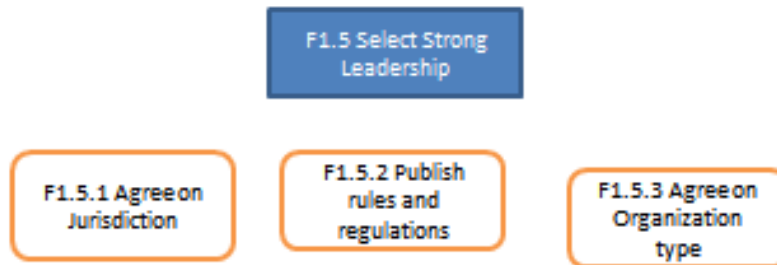 F1.5 Select Strong
Leadership
F1.5.1 Agree on
Jurisdiction
F1.5.2 Publish
rules and
regulations
F1.5.3 Agree on
Organization
type